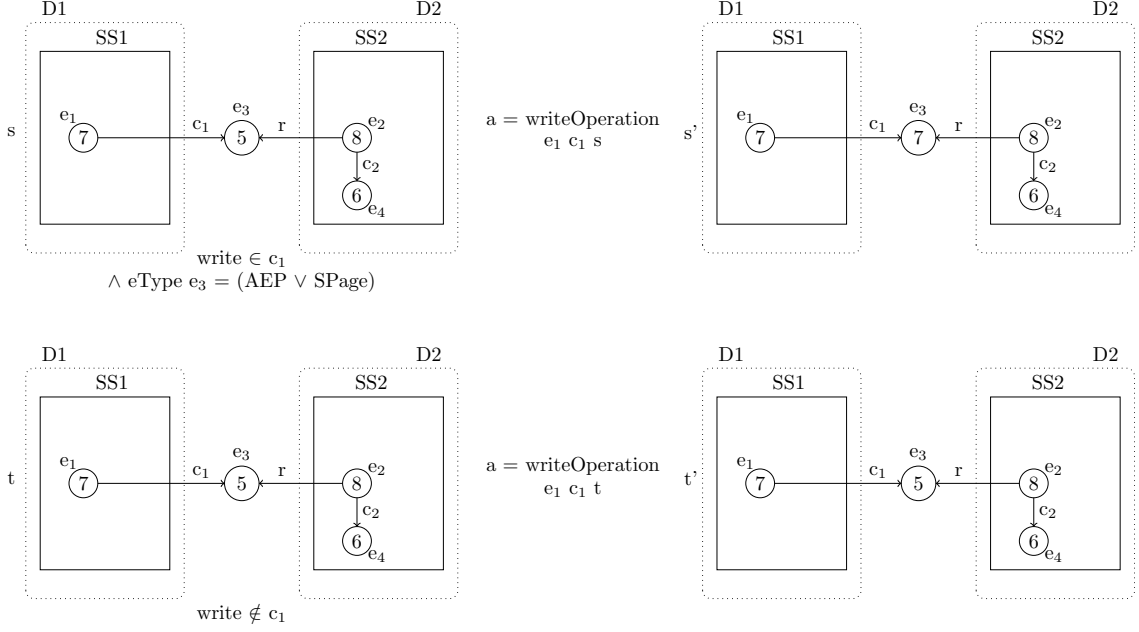 D1 D2 D1 D2
SS1 SS2 SS1 SS2
s e₁ 7 c₁ e₃ 5 r 8 e₂ c₂ 6 e₄
a = writeOperation
e₁ c₁ s
s' e₁ 7 c₁ e₃ 7 r 8 e₂ c₂ 6 e₄
write ∈ c₁
∧ eType e₃ = (AEP ∨ SPage)
D1 D2 D1 D2
SS1 SS2 SS1 SS2
t e₁ 7 c₁ e₃ 5 r 8 e₂ c₂ 6 e₄
a = writeOperation
e₁ c₁ t
t' e₁ 7 c₁ e₃ 5 r 8 e₂ c₂ 6 e₄
write ∉ c₁